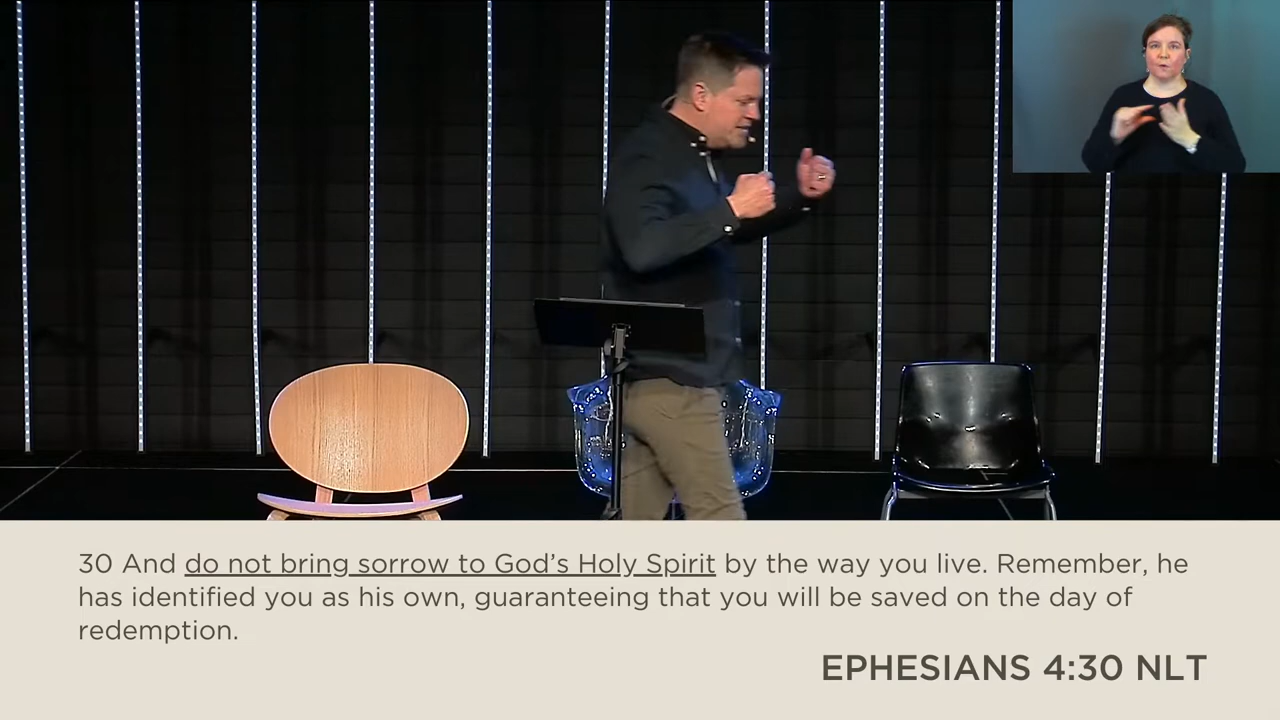 30 And do not bring sorrow to God’s Holy Spirit by the way you live. Remember, he
has identified you as his own, guaranteeing that you will be saved on the day of
redemption.
EPHESIANS 4:30 NLT